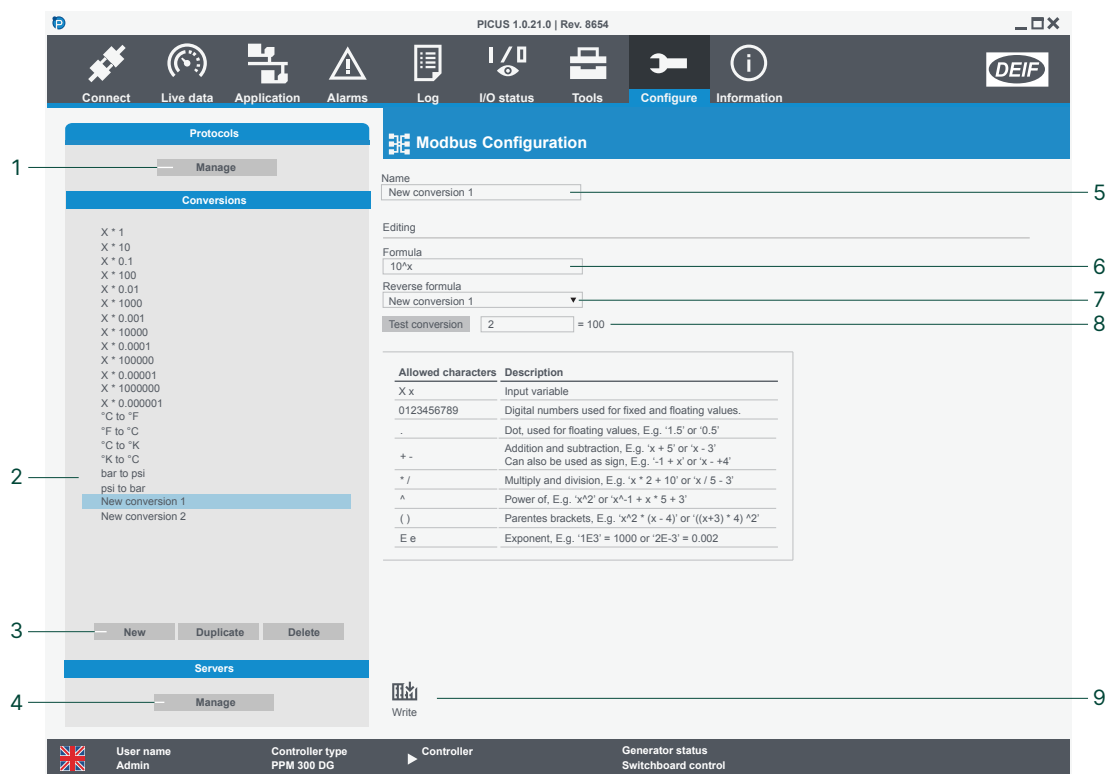 PICUS 1.0.21.0 | Rev. 8654
Connect Live data Application Alarms Log I/O status Tools Configure Information
DEIF
Protocols
1 Manage
Conversions
X * 1
X * 10
X * 0.1
X * 100
X * 0.01
X * 1000
X * 0.001
X * 10000
X * 0.0001
X * 100000
X * 0.00001
X * 1000000
X * 0.000001
°C to °F
°F to °C
°C to °K
°K to °C
bar to psi
2
psi to bar
New conversion 1
New conversion 2
3 New Duplicate Delete
Servers
4 Manage
Modbus Configuration
Name
New conversion 1 5
Editing
Formula
10^x 6
Reverse formula
New conversion 1 7
Test conversion 2 = 100 8
Allowed characters Description
X x Input variable
0123456789 Digital numbers used for fixed and floating values.
. Dot, used for floating values, E.g. ‘1.5’ or ‘0.5’
+ - Addition and subtraction, E.g. ‘x + 5’ or ‘x - 3’
Can also be used as sign, E.g. ‘-1 + x’ or ‘x - +4’
* / Multiply and division, E.g. ‘x * 2 + 10’ or ‘x / 5 - 3’
^ Power of, E.g. ‘x^2’ or ‘x^-1 + x * 5 + 3’
( ) Parentes brackets, E.g. ‘x^2 * (x - 4)’ or ‘((x+3) * 4) ^2’
E e Exponent, E.g. ‘1E3’ = 1000 or ‘2E-3’ = 0.002
9
Write
User name Controller type Controller Generator status
Admin PPM 300 DG Switchboard control